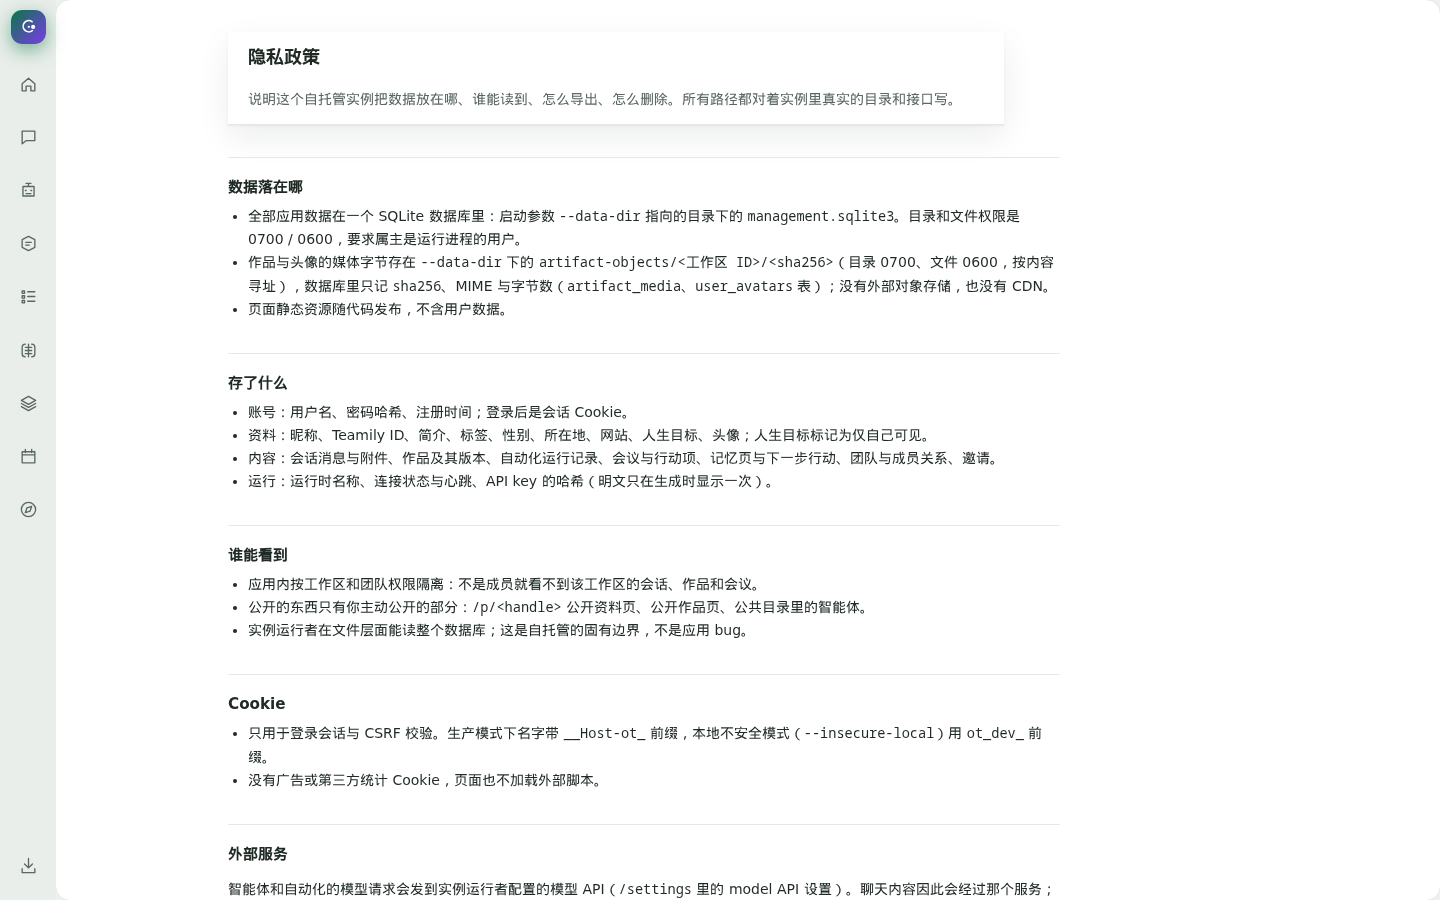 隐私政策
说明这个自托管实例把数据放在哪、谁能读到、怎么导出、怎么删除。所有路径都对着实例里真实的目录和接口写。
数据落在哪
• 全部应用数据在一个 SQLite 数据库里：启动参数 --data-dir 指向的目录下的 management.sqlite3。目录和文件权限是
0700 / 0600，要求属主是运行进程的用户。
• 作品与头像的媒体字节存在 --data-dir 下的 artifact-objects/<工作区 ID>/<sha256>（目录 0700、文件 0600，按内容
寻址），数据库里只记 sha256、MIME 与字节数（artifact_media、user_avatars 表）；没有外部对象存储，也没有 CDN。
• 页面静态资源随代码发布，不含用户数据。
存了什么
• 账号：用户名、密码哈希、注册时间；登录后是会话 Cookie。
• 资料：昵称、Teamily ID、简介、标签、性别、所在地、网站、人生目标、头像；人生目标标记为仅自己可见。
• 内容：会话消息与附件、作品及其版本、自动化运行记录、会议与行动项、记忆页与下一步行动、团队与成员关系、邀请。
• 运行：运行时名称、连接状态与心跳、API key 的哈希（明文只在生成时显示一次）。
谁能看到
• 应用内按工作区和团队权限隔离：不是成员就看不到该工作区的会话、作品和会议。
• 公开的东西只有你主动公开的部分：/p/<handle> 公开资料页、公开作品页、公共目录里的智能体。
• 实例运行者在文件层面能读整个数据库；这是自托管的固有边界，不是应用 bug。
Cookie
• 只用于登录会话与 CSRF 校验。生产模式下名字带 __Host-ot_ 前缀，本地不安全模式（--insecure-local）用 ot_dev_ 前
缀。
• 没有广告或第三方统计 Cookie，页面也不加载外部脚本。
外部服务
智能体和自动化的模型请求会发到实例运行者配置的模型 API（/settings 里的 model API 设置）。聊天内容因此会经过那个服务；